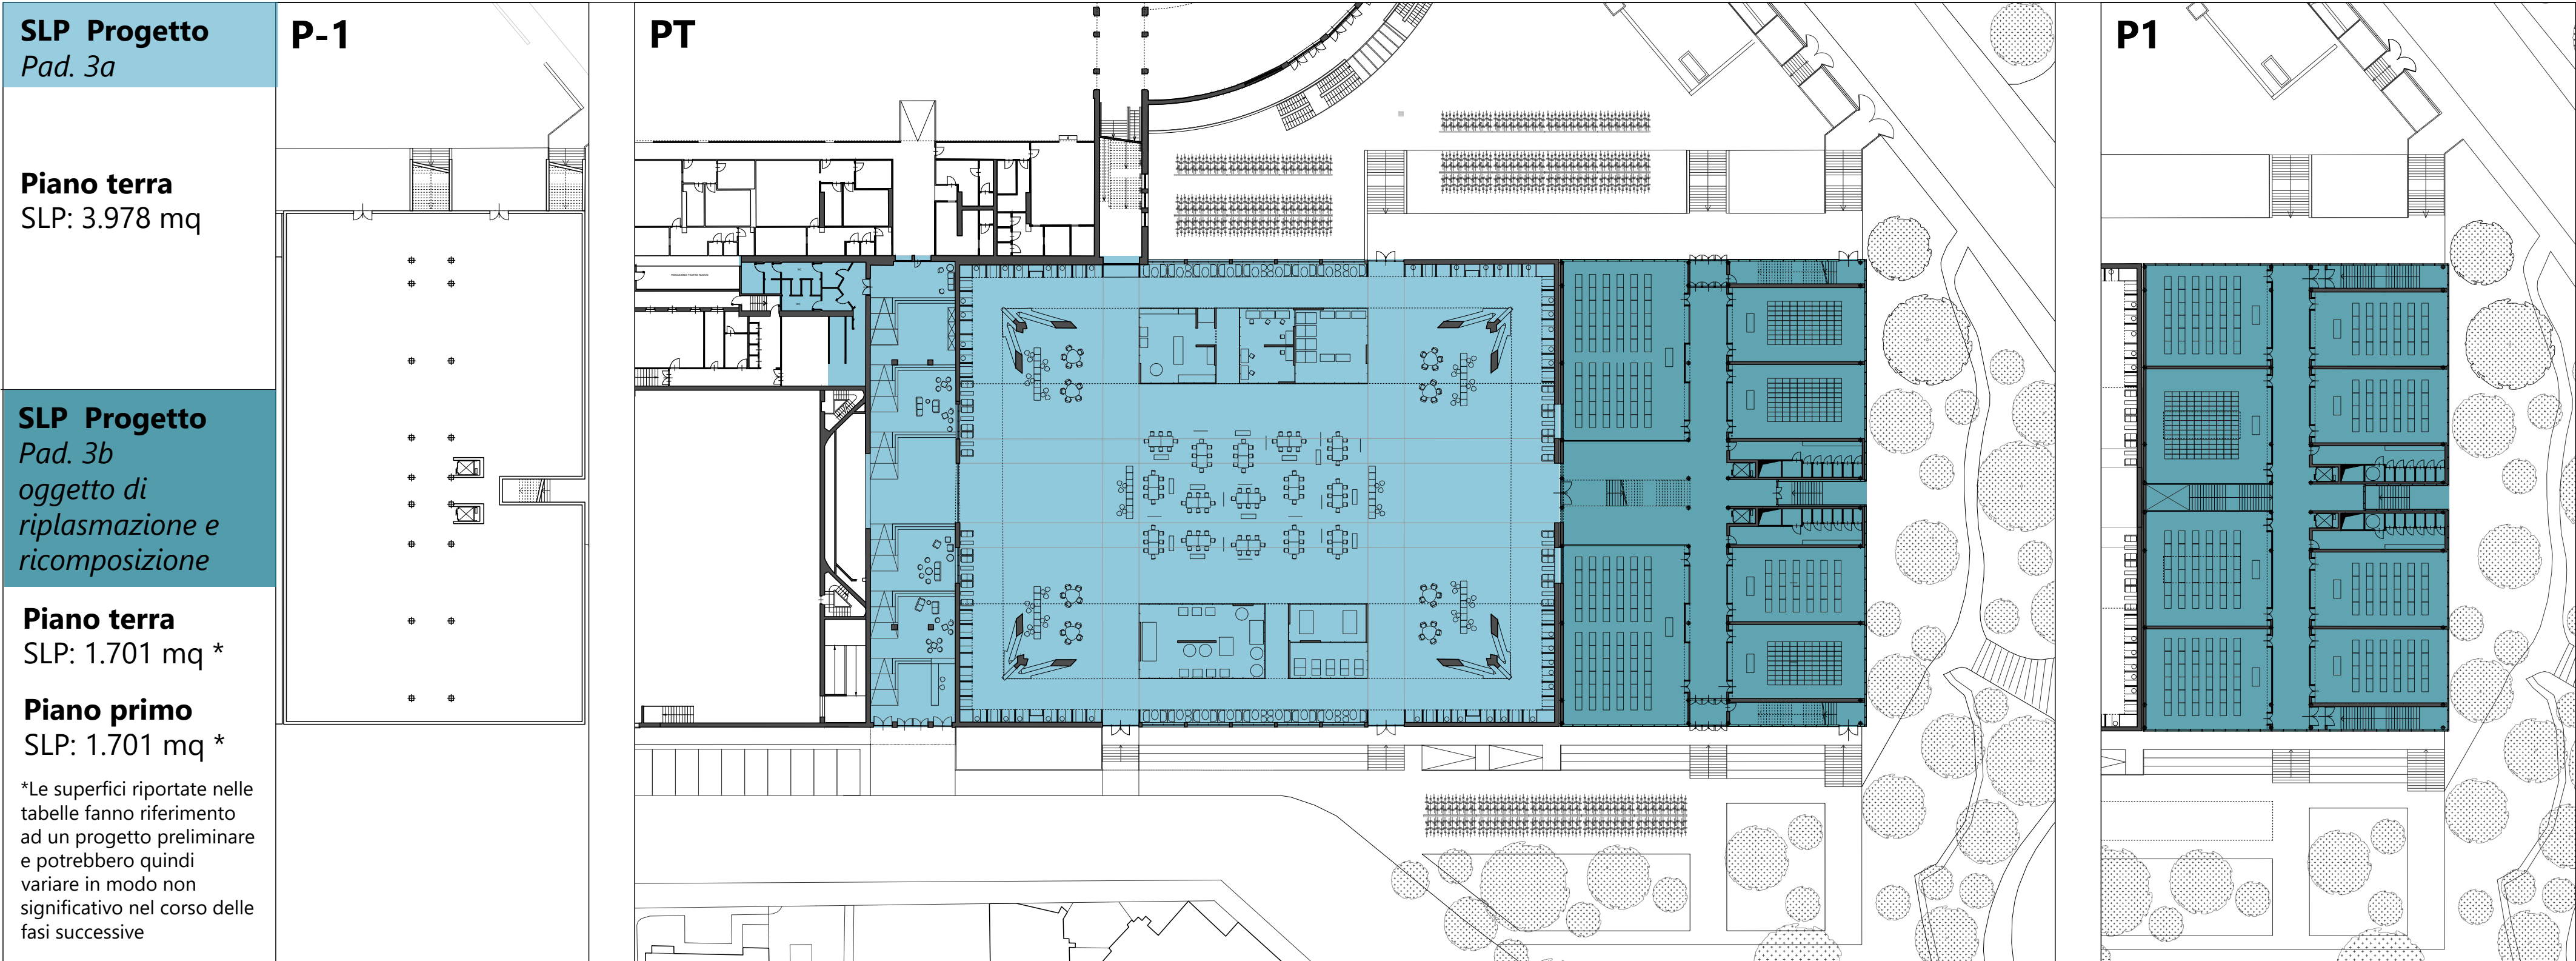 SLP Progetto
Pad. 3a
Piano terra
SLP: 3.978 mq
SLP Progetto
Pad. 3b
oggetto di
riplasmazione e
ricomposizione
Piano terra
SLP: 1.701 mq *
Piano primo
SLP: 1.701 mq *
*Le superfici riportate nelle
tabelle fanno riferimento
ad un progetto preliminare
e potrebbero quindi
variare in modo non
significativo nel corso delle
fasi successive
P-1
PT
P1